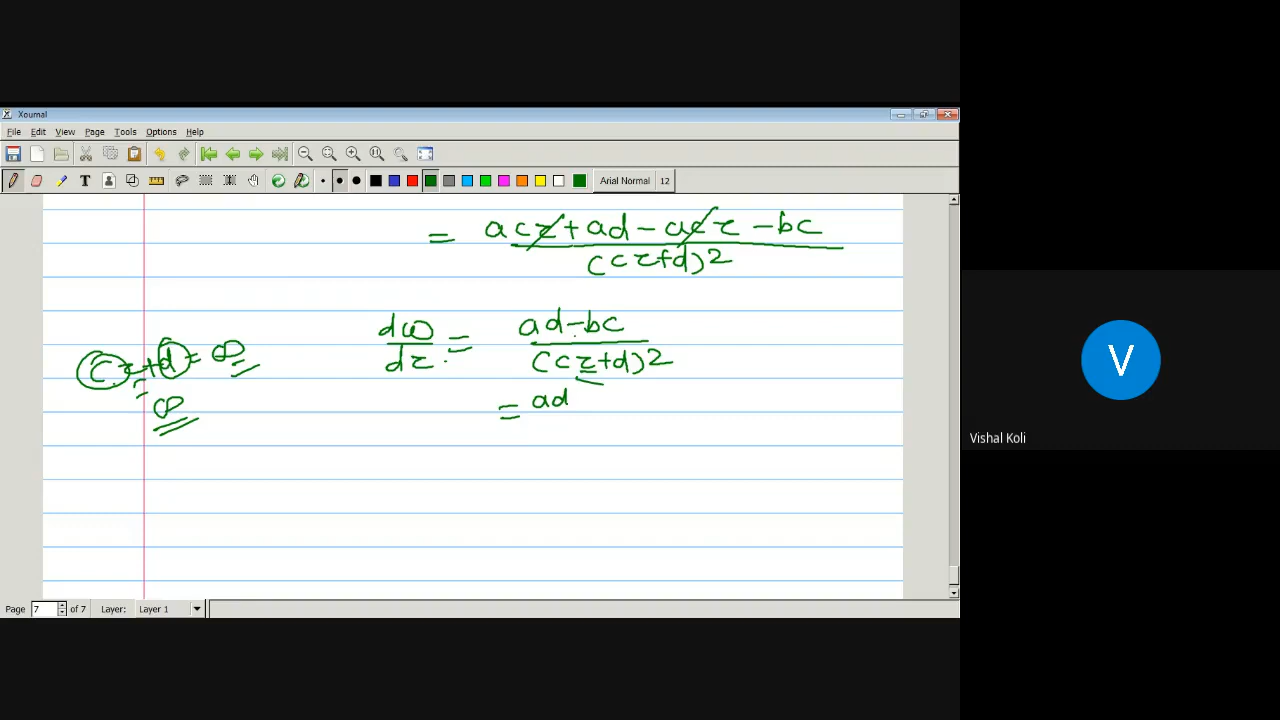 Xournal
File Edit View Page Tools Options Help
T Arial Normal 12
= acz + ad - acz - bc / (cz+d)2
dω/dz = ad-bc / (cz+d)2
cz+d = ∞
∞
= ad
V
Vishal Koli
Page 7 of 7 Layer: Layer 1